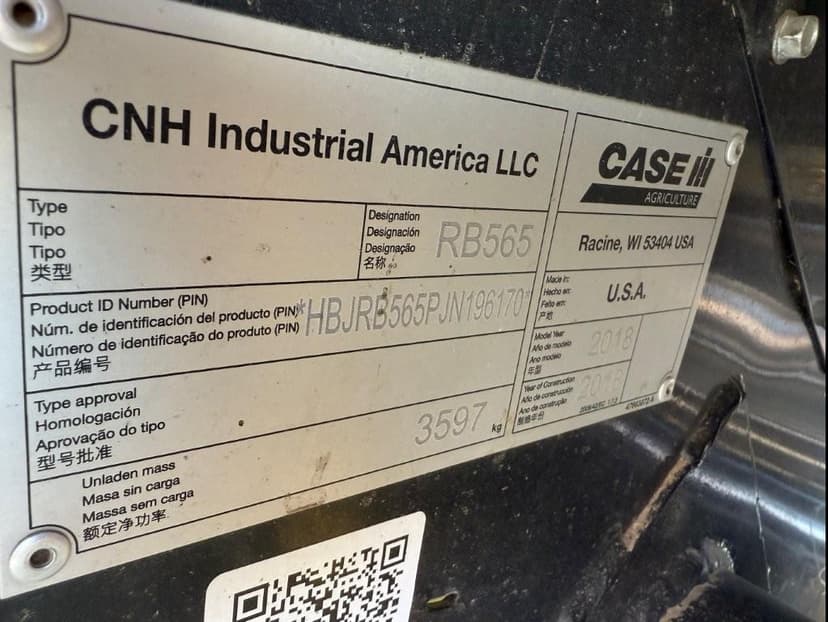 CNH Industrial America LLC
CASE IH
AGRICULTURE
Type
Tipo
Tipo
类型
Designation
Designación
Designação
名称
RB565
Racine, WI 53404 USA
Product ID Number (PIN)
Núm. de identificación del producto (PIN)
Número de identificação do produto (PIN)
产品编号
*HBJRB565PJN196170*
Made in:
Hecho en:
Feito en:
产地
U.S.A.
Model Year
Año de modelo
Ano modelo
年型
2018
Type approval
Homologación
Aprovação do tipo
型号批准
Year of Construction
Año de construcción
Ano de construção
制造年份
2018
Unladen mass
Masa sin carga
Massa sem carga
额定净功率
3597 kg